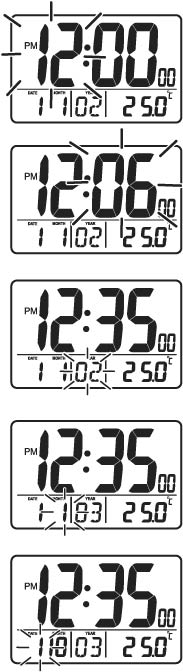 PM 12:00 00
DATE MONTH YEAR
1 1 02 25.0°C
PM 12:06 00
DATE MONTH YEAR
1 1 02 25.0°C
PM 12:35 00
DATE MONTH
1 1 02 25.0°C
PM 12:35 00
DATE MONTH YEAR
1 1 03 25.0°C
PM 12:35 00
DATE MONTH YEAR
03 25.0°C